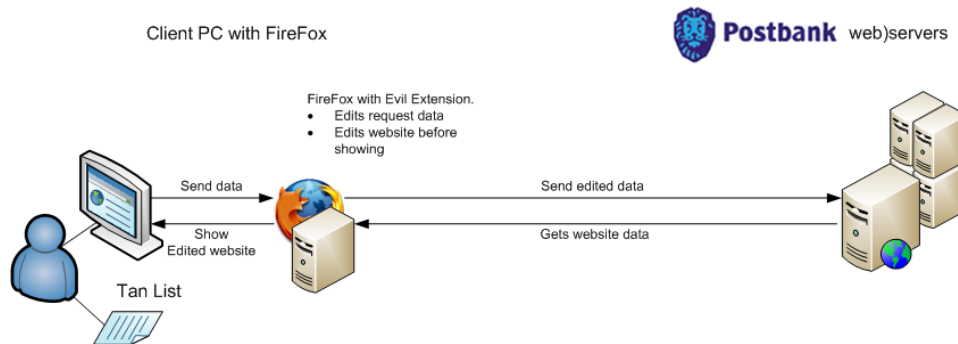 Client PC with FireFox
Postbank web)servers
FireFox with Evil Extension.
• Edits request data
• Edits website before
showing
Send data
Send edited data
Show
Edited website
Gets website data
Tan List